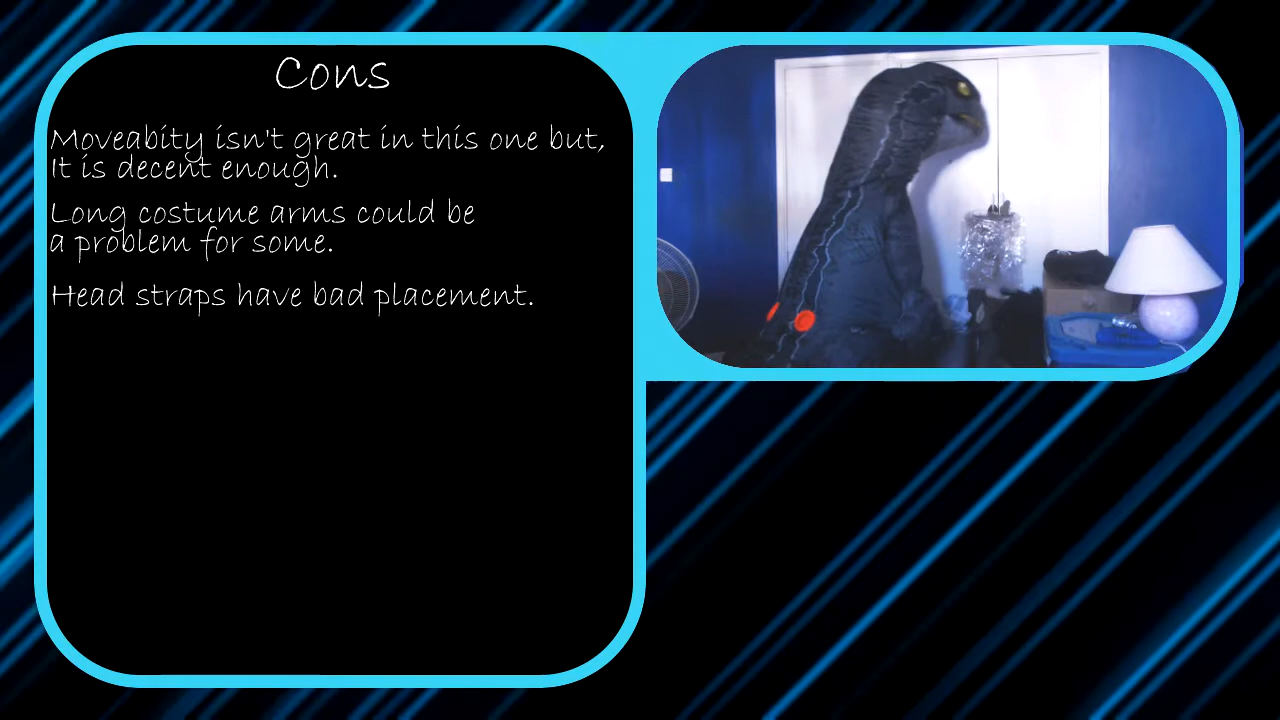 Cons
Moveabity isn't great in this one but,
It is decent enough.
Long costume arms could be
a problem for some.
Head straps have bad placement.